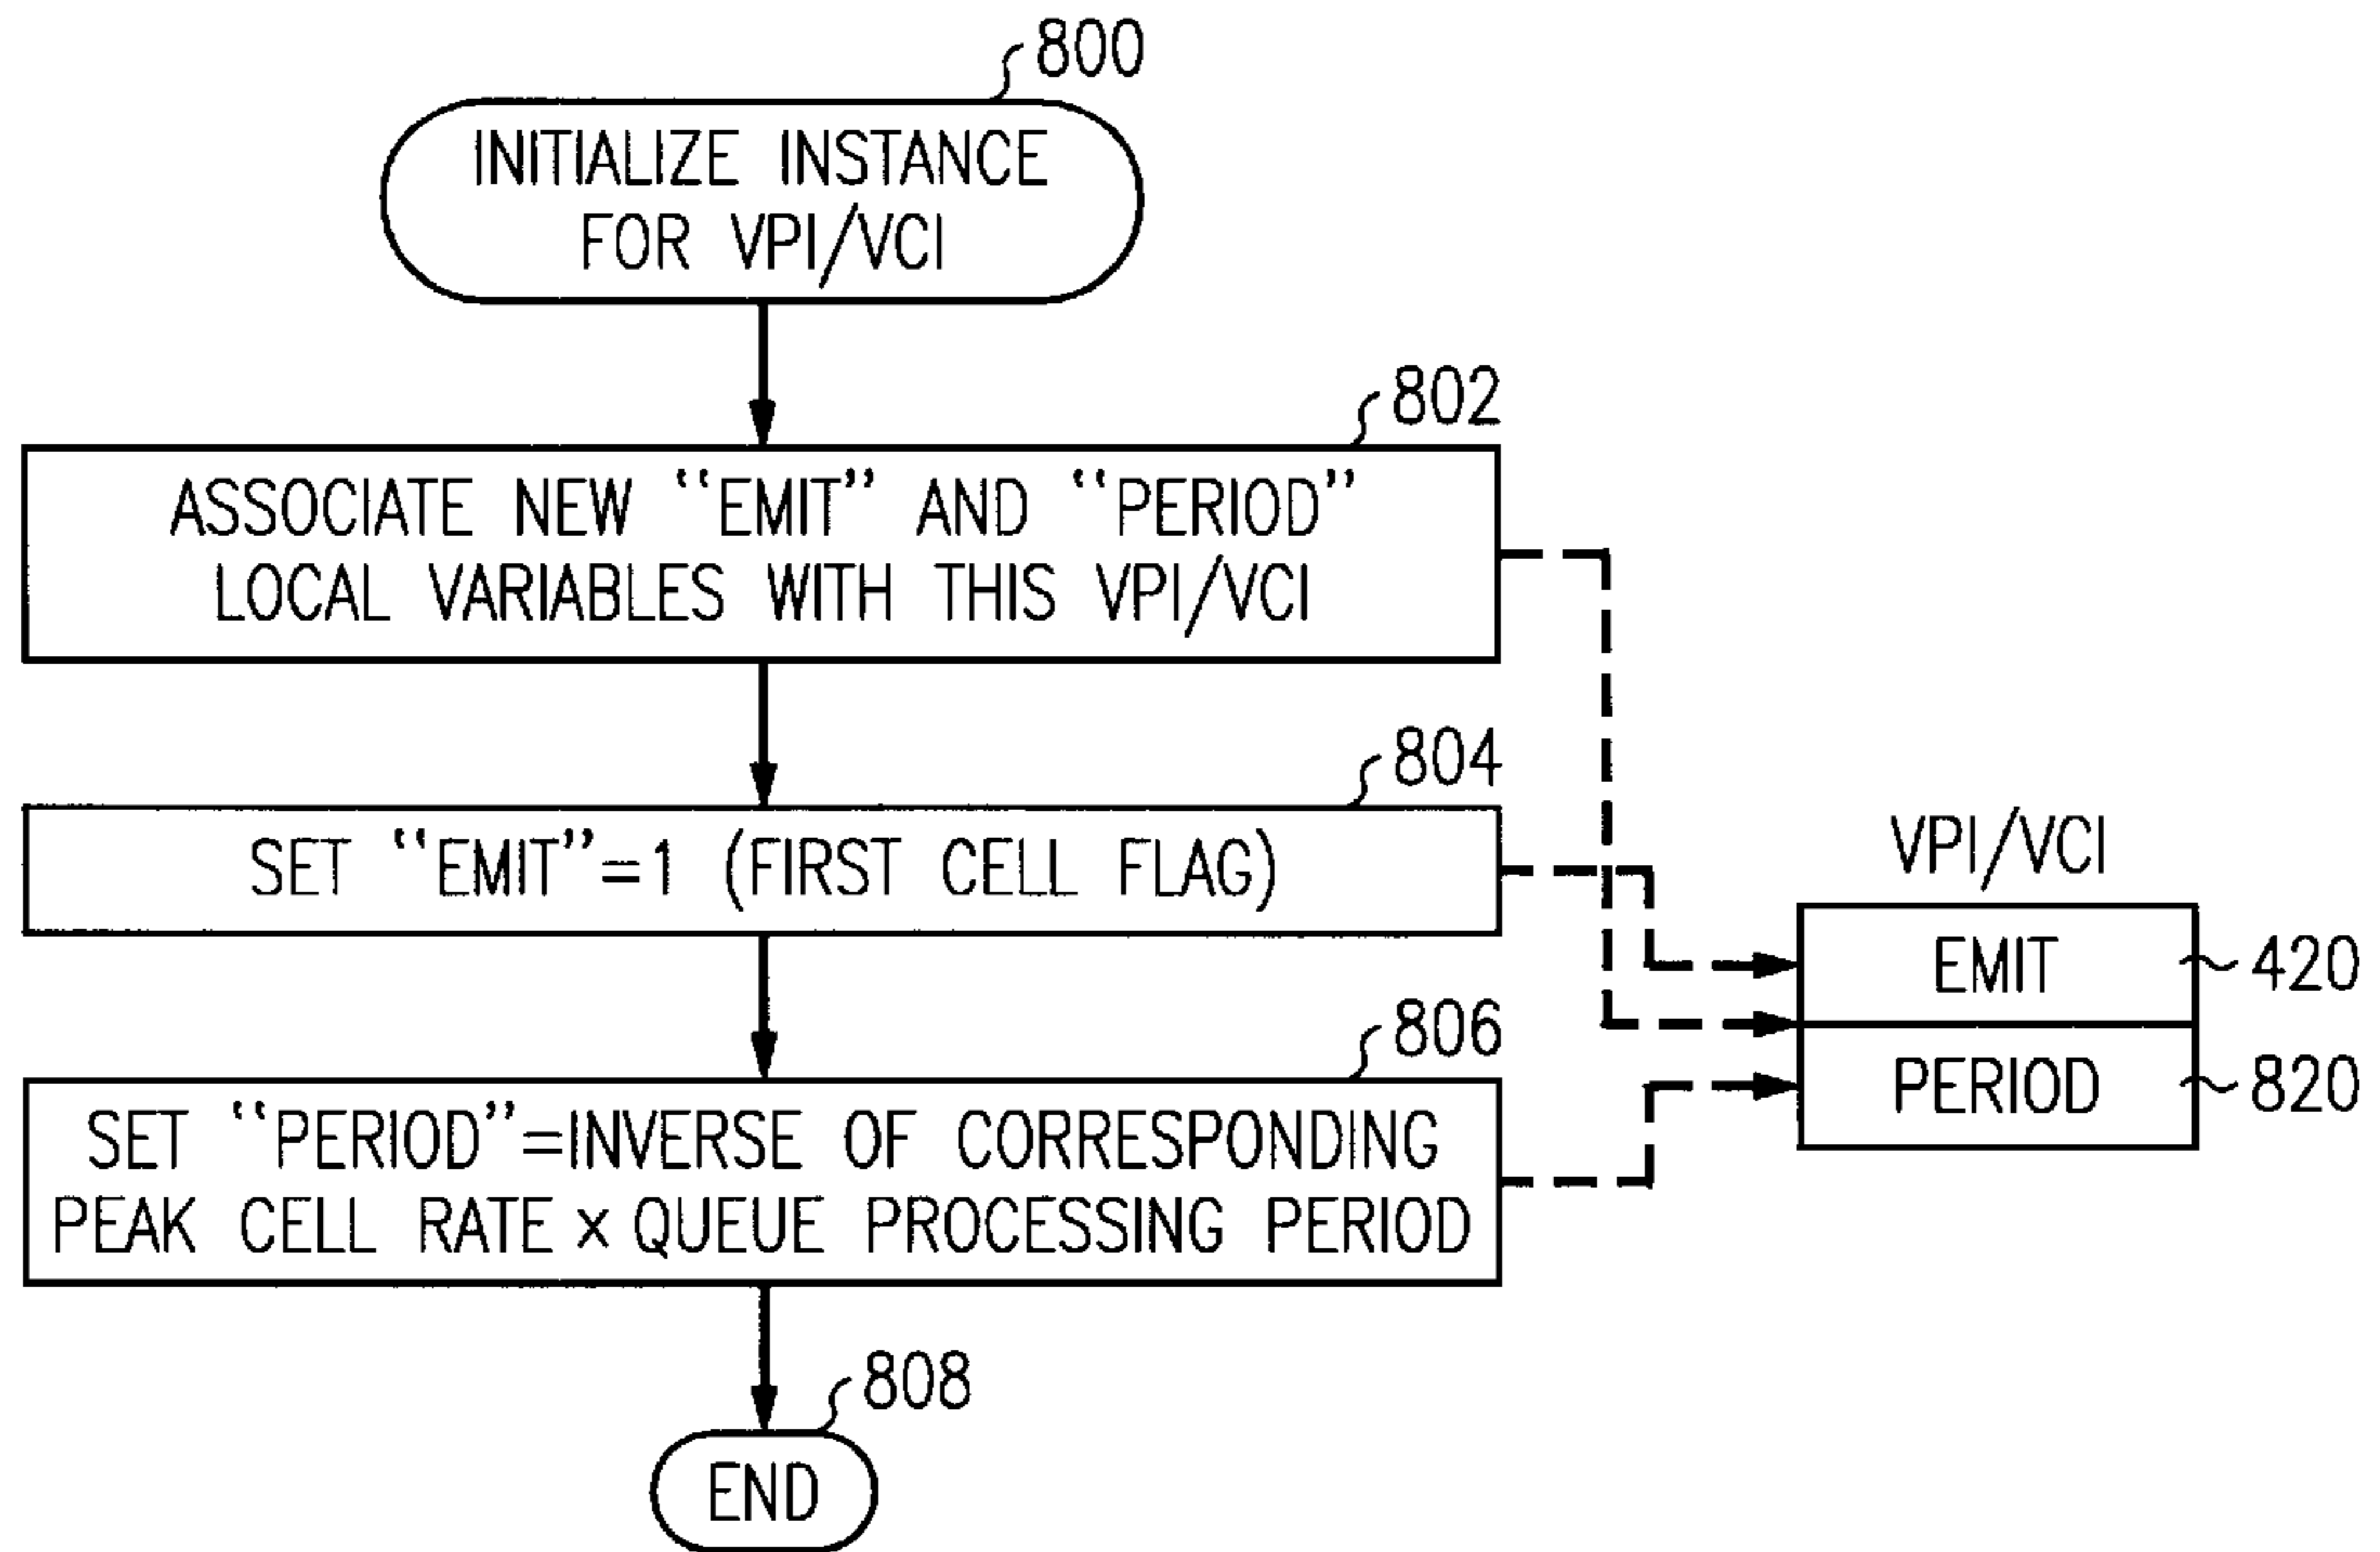 800
INITIALIZE INSTANCE
FOR VPI/VCI
802
ASSOCIATE NEW “EMIT” AND “PERIOD”
LOCAL VARIABLES WITH THIS VPI/VCI
804
SET “EMIT”=1 (FIRST CELL FLAG)
VPI/VCI
EMIT
420
PERIOD
820
806
SET “PERIOD”=INVERSE OF CORRESPONDING
PEAK CELL RATE x QUEUE PROCESSING PERIOD
808
END